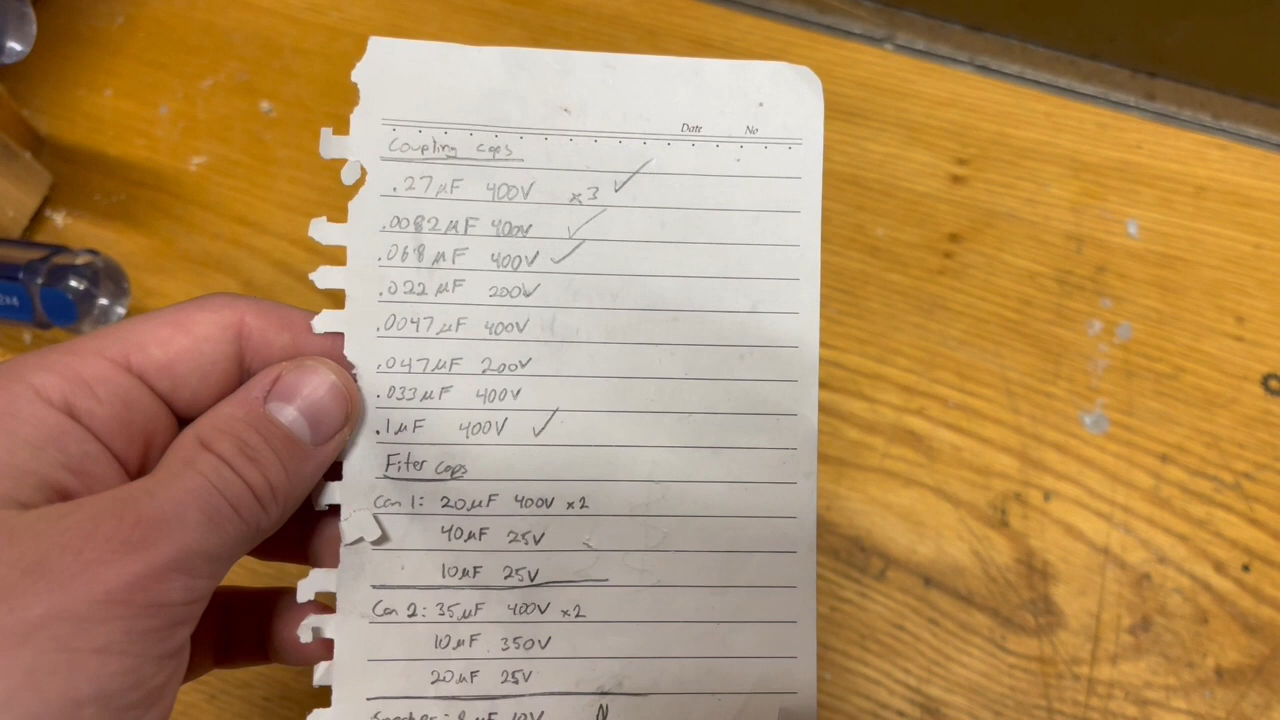 Date No
Coupling caps
.27µF 400V x3 ✓
.0082µF 400V ✓
.068µF 400V ✓
.022µF 200V
.0047µF 400V
.047µF 200V
.033µF 400V
.1µF 400V ✓
Fiter caps
Can 1: 20µF 400V x2
40µF 25V
10µF 25V
Can 2: 35µF 400V x2
10µF 350V
20µF 25V